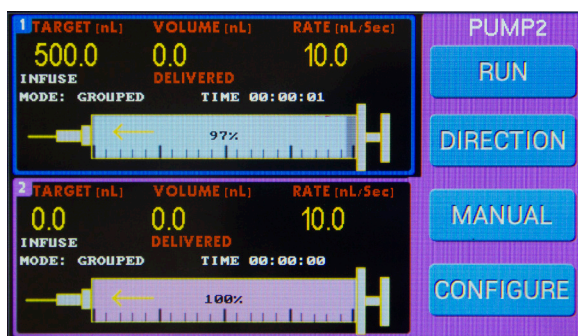 1 TARGET [nL] VOLUME [nL] RATE [nL/Sec]
500.0 0.0 10.0
INFUSE DELIVERED
MODE: GROUPED TIME 00:00:01
97%
2 TARGET [nL] VOLUME [nL] RATE [nL/Sec]
0.0 0.0 10.0
INFUSE DELIVERED
MODE: GROUPED TIME 00:00:00
100%
PUMP2
RUN
DIRECTION
MANUAL
CONFIGURE